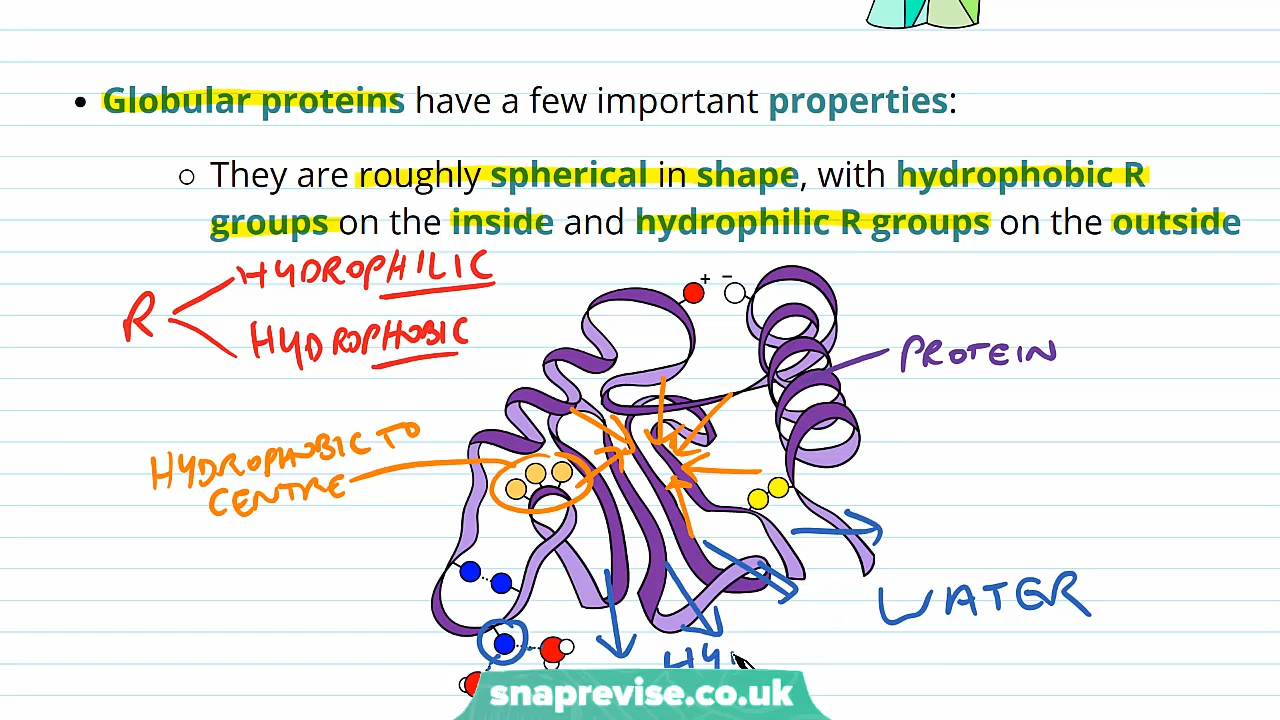 • Globular proteins have a few important properties:
○ They are roughly spherical in shape, with hydrophobic R
groups on the inside and hydrophilic R groups on the outside
R
HYDROPHILIC
HYDROPHOBIC
+ −
PROTEIN
HYDROPHOBIC TO
CENTRE
WATER
HY
snaprevise.co.uk